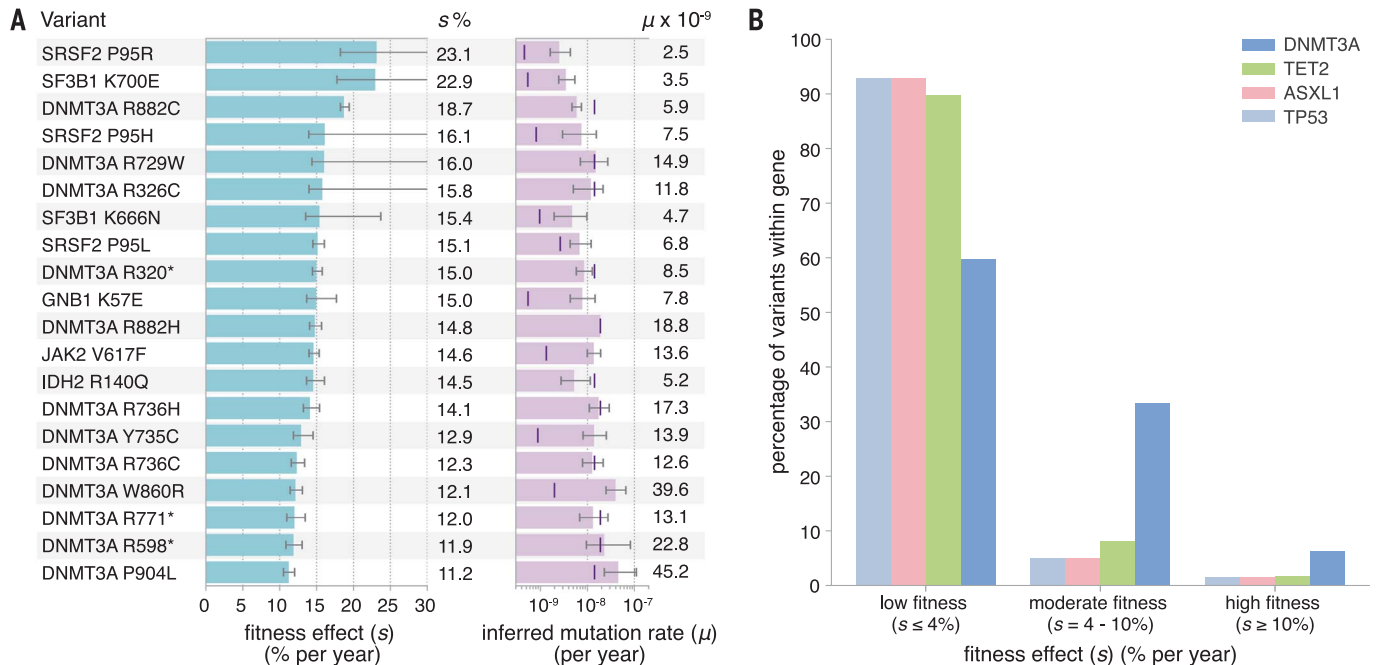 A
Variant
s %
μ x 10⁻⁹
SRSF2 P95R 23.1 2.5
SF3B1 K700E 22.9 3.5
DNMT3A R882C 18.7 5.9
SRSF2 P95H 16.1 7.5
DNMT3A R729W 16.0 14.9
DNMT3A R326C 15.8 11.8
SF3B1 K666N 15.4 4.7
SRSF2 P95L 15.1 6.8
DNMT3A R320* 15.0 8.5
GNB1 K57E 15.0 7.8
DNMT3A R882H 14.8 18.8
JAK2 V617F 14.6 13.6
IDH2 R140Q 14.5 5.2
DNMT3A R736H 14.1 17.3
DNMT3A Y735C 12.9 13.9
DNMT3A R736C 12.3 12.6
DNMT3A W860R 12.1 39.6
DNMT3A R771* 12.0 13.1
DNMT3A R598* 11.9 22.8
DNMT3A P904L 11.2 45.2
0 5 10 15 20 25 30
fitness effect (s)
(% per year)
10⁻⁹ 10⁻⁸ 10⁻⁷
inferred mutation rate (μ)
(per year)
B
percentage of variants within gene
100
90
80
70
60
50
40
30
20
10
0
DNMT3A
TET2
ASXL1
TP53
low fitness
(s ≤ 4%)
moderate fitness
(s = 4 - 10%)
high fitness
(s ≥ 10%)
fitness effect (s) (% per year)